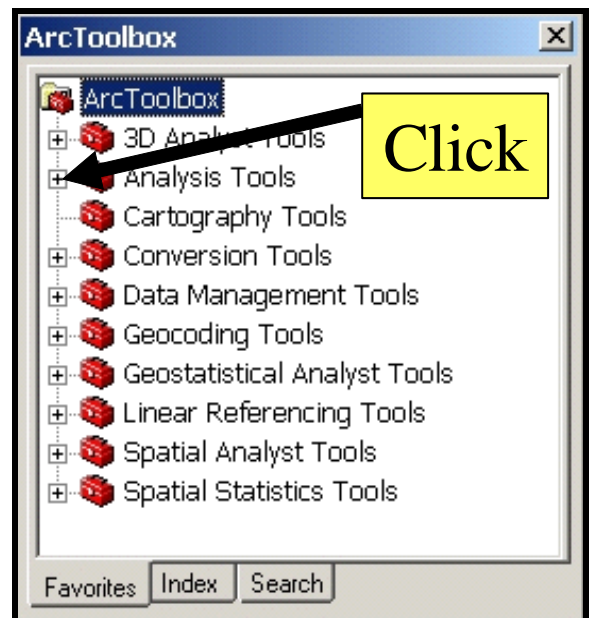 ArcToolbox
ArcToolbox
3D Analyst Tools
Click
Analysis Tools
Cartography Tools
Conversion Tools
Data Management Tools
Geocoding Tools
Geostatistical Analyst Tools
Linear Referencing Tools
Spatial Analyst Tools
Spatial Statistics Tools
Favorites Index Search